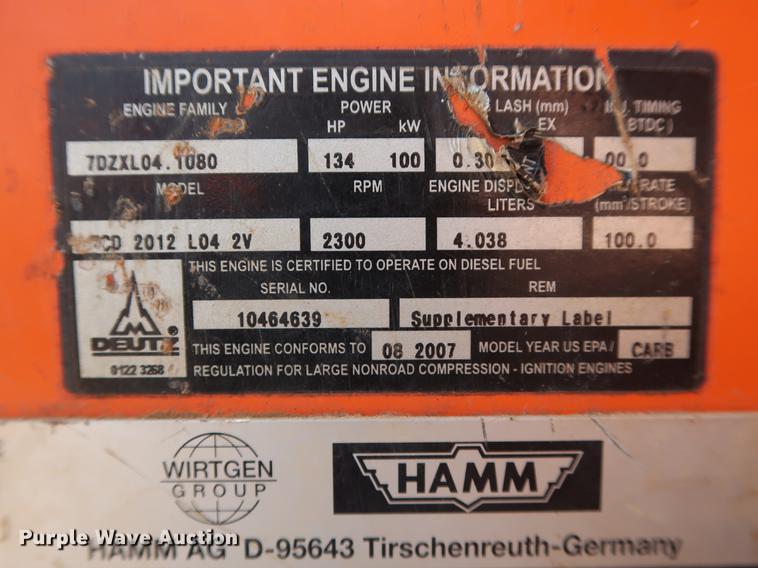 IMPORTANT ENGINE INFORMATION
ENGINE FAMILY POWER LASH (mm) TIMING
HP kW EX BTDC)
7DZXL04.1080 134 100 0.30 00.0
MODEL RPM ENGINE DISP LITERS RATE (mm³/STROKE)
2012 L04 2V 2300 4.038 100.0
THIS ENGINE IS CERTIFIED TO OPERATE ON DIESEL FUEL
SERIAL NO. REM
10464639 Supplementary Label
DEUTZ
THIS ENGINE CONFORMS TO 08 2007 MODEL YEAR US EPA/ CARB
0122 3268
REGULATION FOR LARGE NONROAD COMPRESSION - IGNITION ENGINES
WIRTGEN GROUP
HAMM
Purple Wave Auction
HAMM AG D-95643 Tirschenreuth-Germany